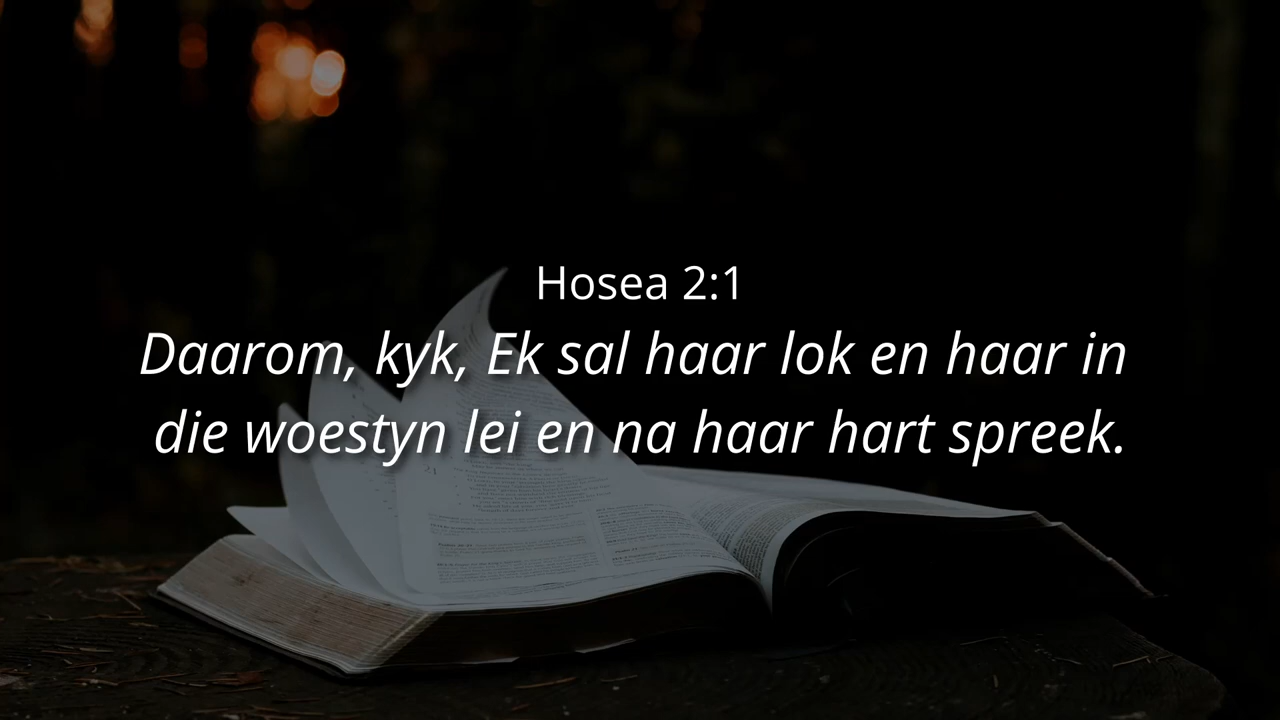 Hosea 2:1
Daarom, kyk, Ek sal haar lok en haar in
die woestyn lei en na haar hart spreek.